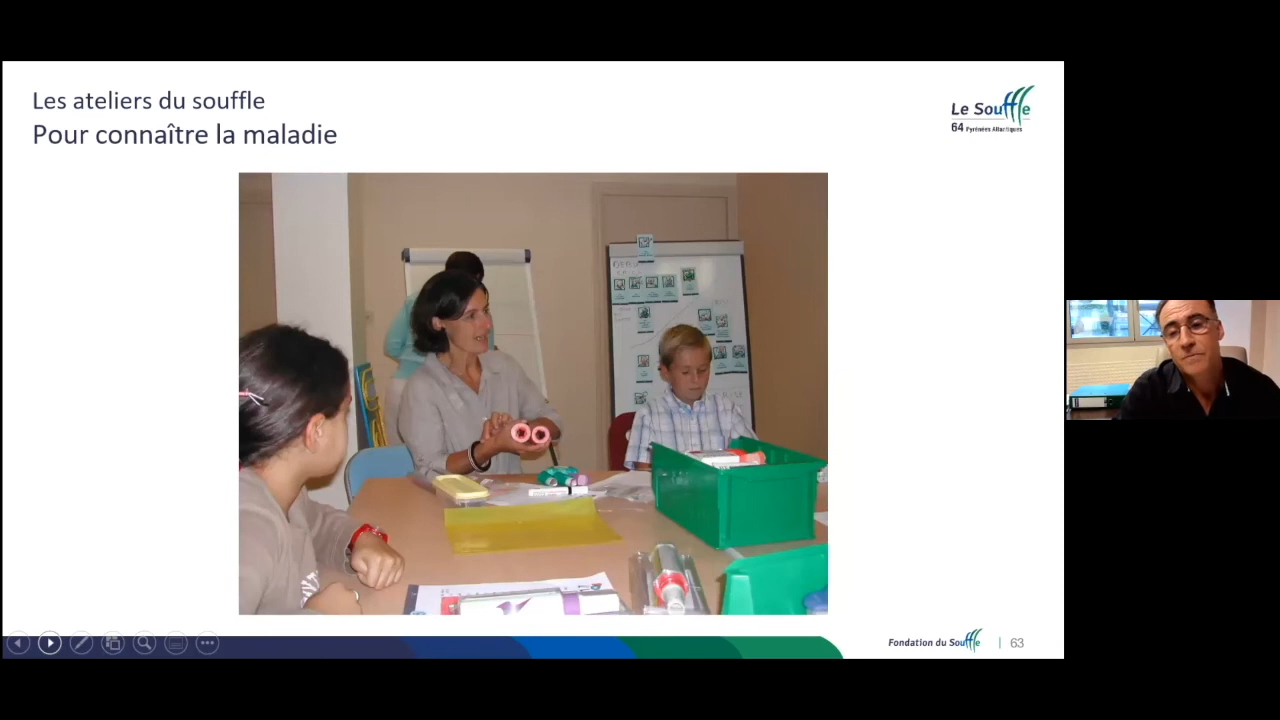 Les ateliers du souffle
Pour connaître la maladie
Le Souffle
64 Pyrénées Atlantiques
Fondation du Souffle
63